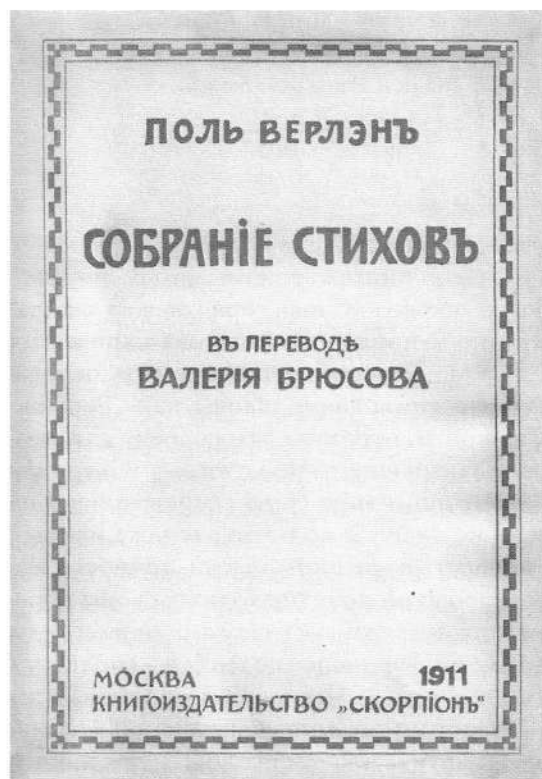 ПОЛЬ ВЕРЛЭНЪ
СОБРАНІЕ СТИХОВЪ
ВЪ ПЕРЕВОДѢ
ВАЛЕРІЯ БРЮСОВА
МОСКВА 1911
КНИГОИЗДАТЕЛЬСТВО „СКОРПІОНЪ“